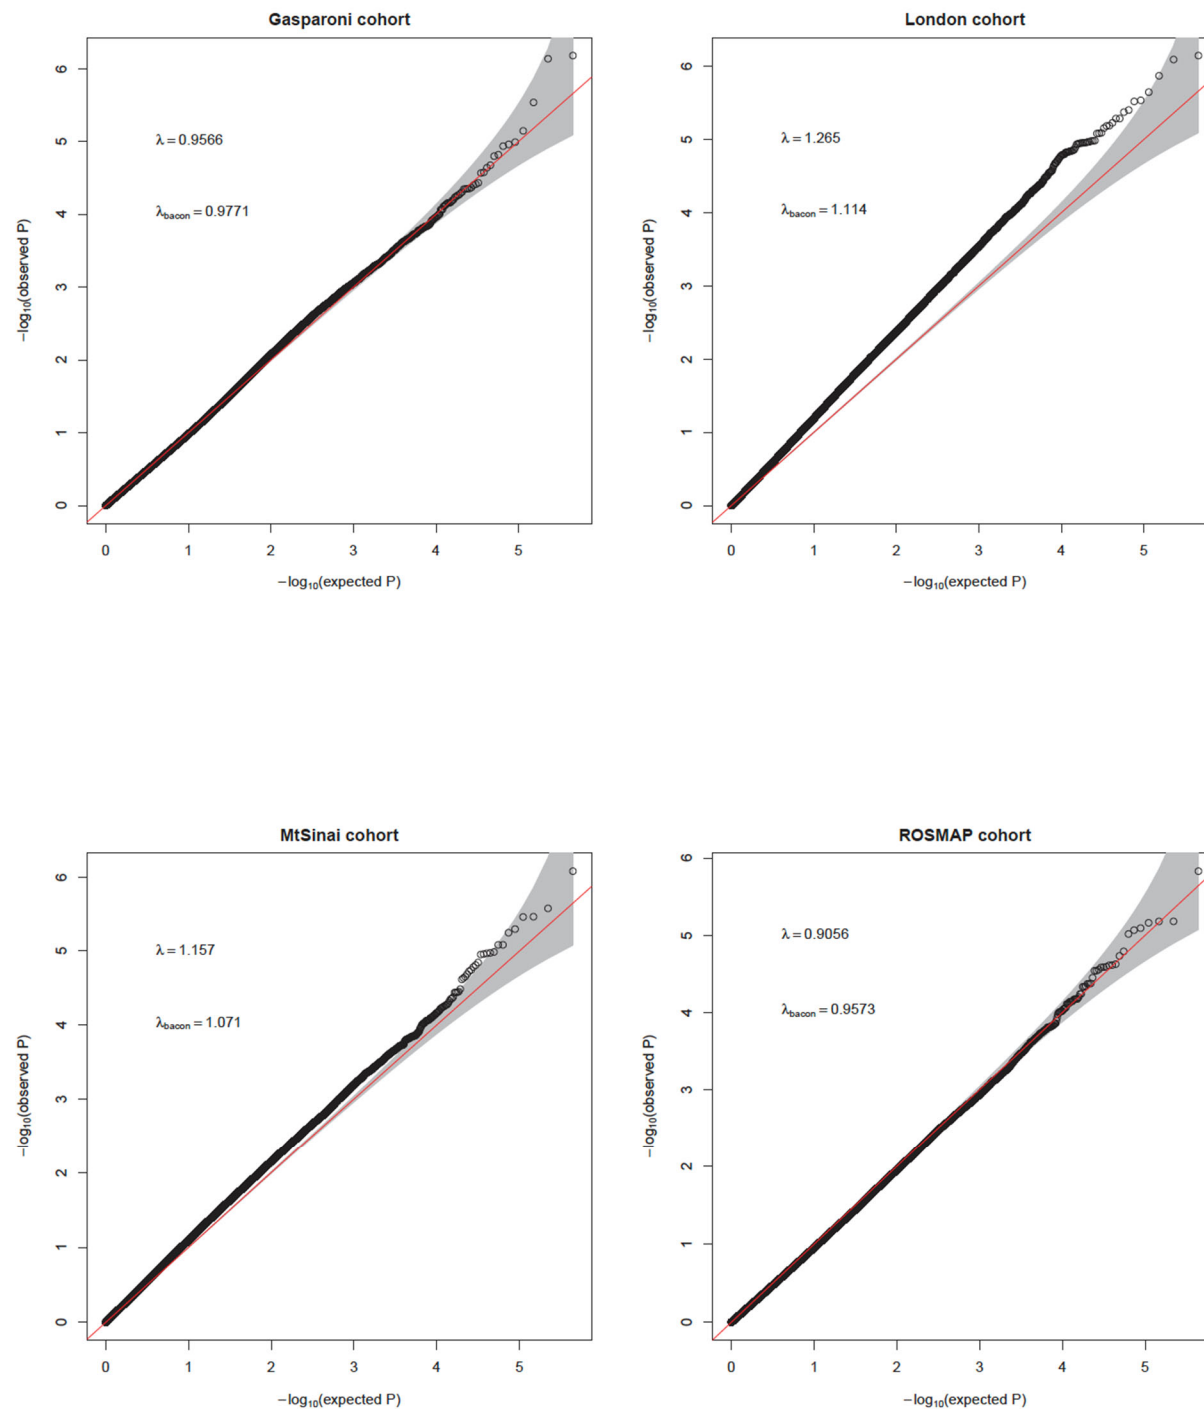 Gasparoni cohort
6
5
4
3
2
1
0
λ = 0.9566
λbacon = 0.9771
−log10(observed P)
0 1 2 3 4 5
−log10(expected P)
London cohort
6
5
4
3
2
1
0
λ = 1.265
λbacon = 1.114
−log10(observed P)
0 1 2 3 4 5
−log10(expected P)
MtSinai cohort
6
5
4
3
2
1
0
λ = 1.157
λbacon = 1.071
−log10(observed P)
0 1 2 3 4 5
−log10(expected P)
ROSMAP cohort
6
5
4
3
2
1
0
λ = 0.9056
λbacon = 0.9573
−log10(observed P)
0 1 2 3 4 5
−log10(expected P)